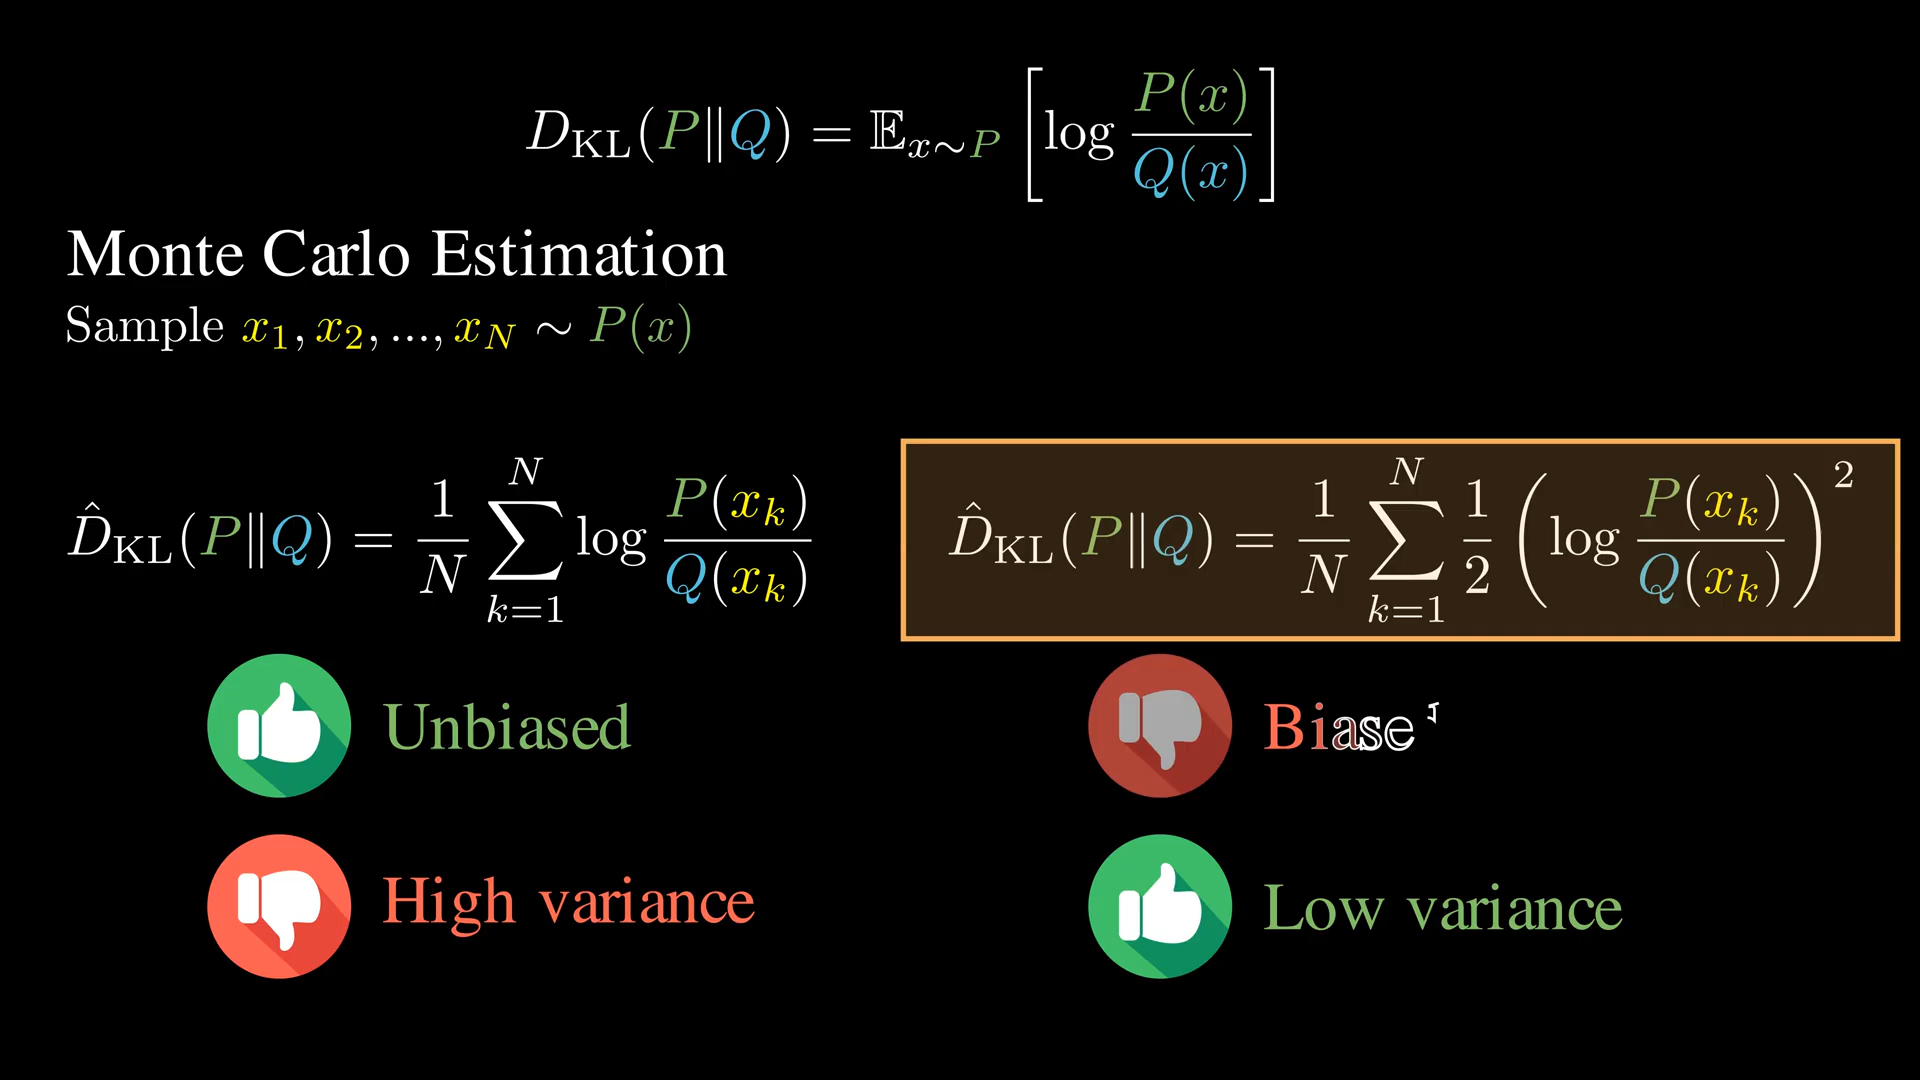 D_KL(P‖Q) = 𝔼_{x∼P} [log P(x)/Q(x)]
Monte Carlo Estimation
Sample x_1, x_2, ..., x_N ∼ P(x)
D̂_KL(P‖Q) = 1/N ∑_{k=1}^{N} log P(x_k)/Q(x_k)
D̂_KL(P‖Q) = 1/N ∑_{k=1}^{N} 1/2 (log P(x_k)/Q(x_k))^2
Unbiased
Biase
High variance
Low variance